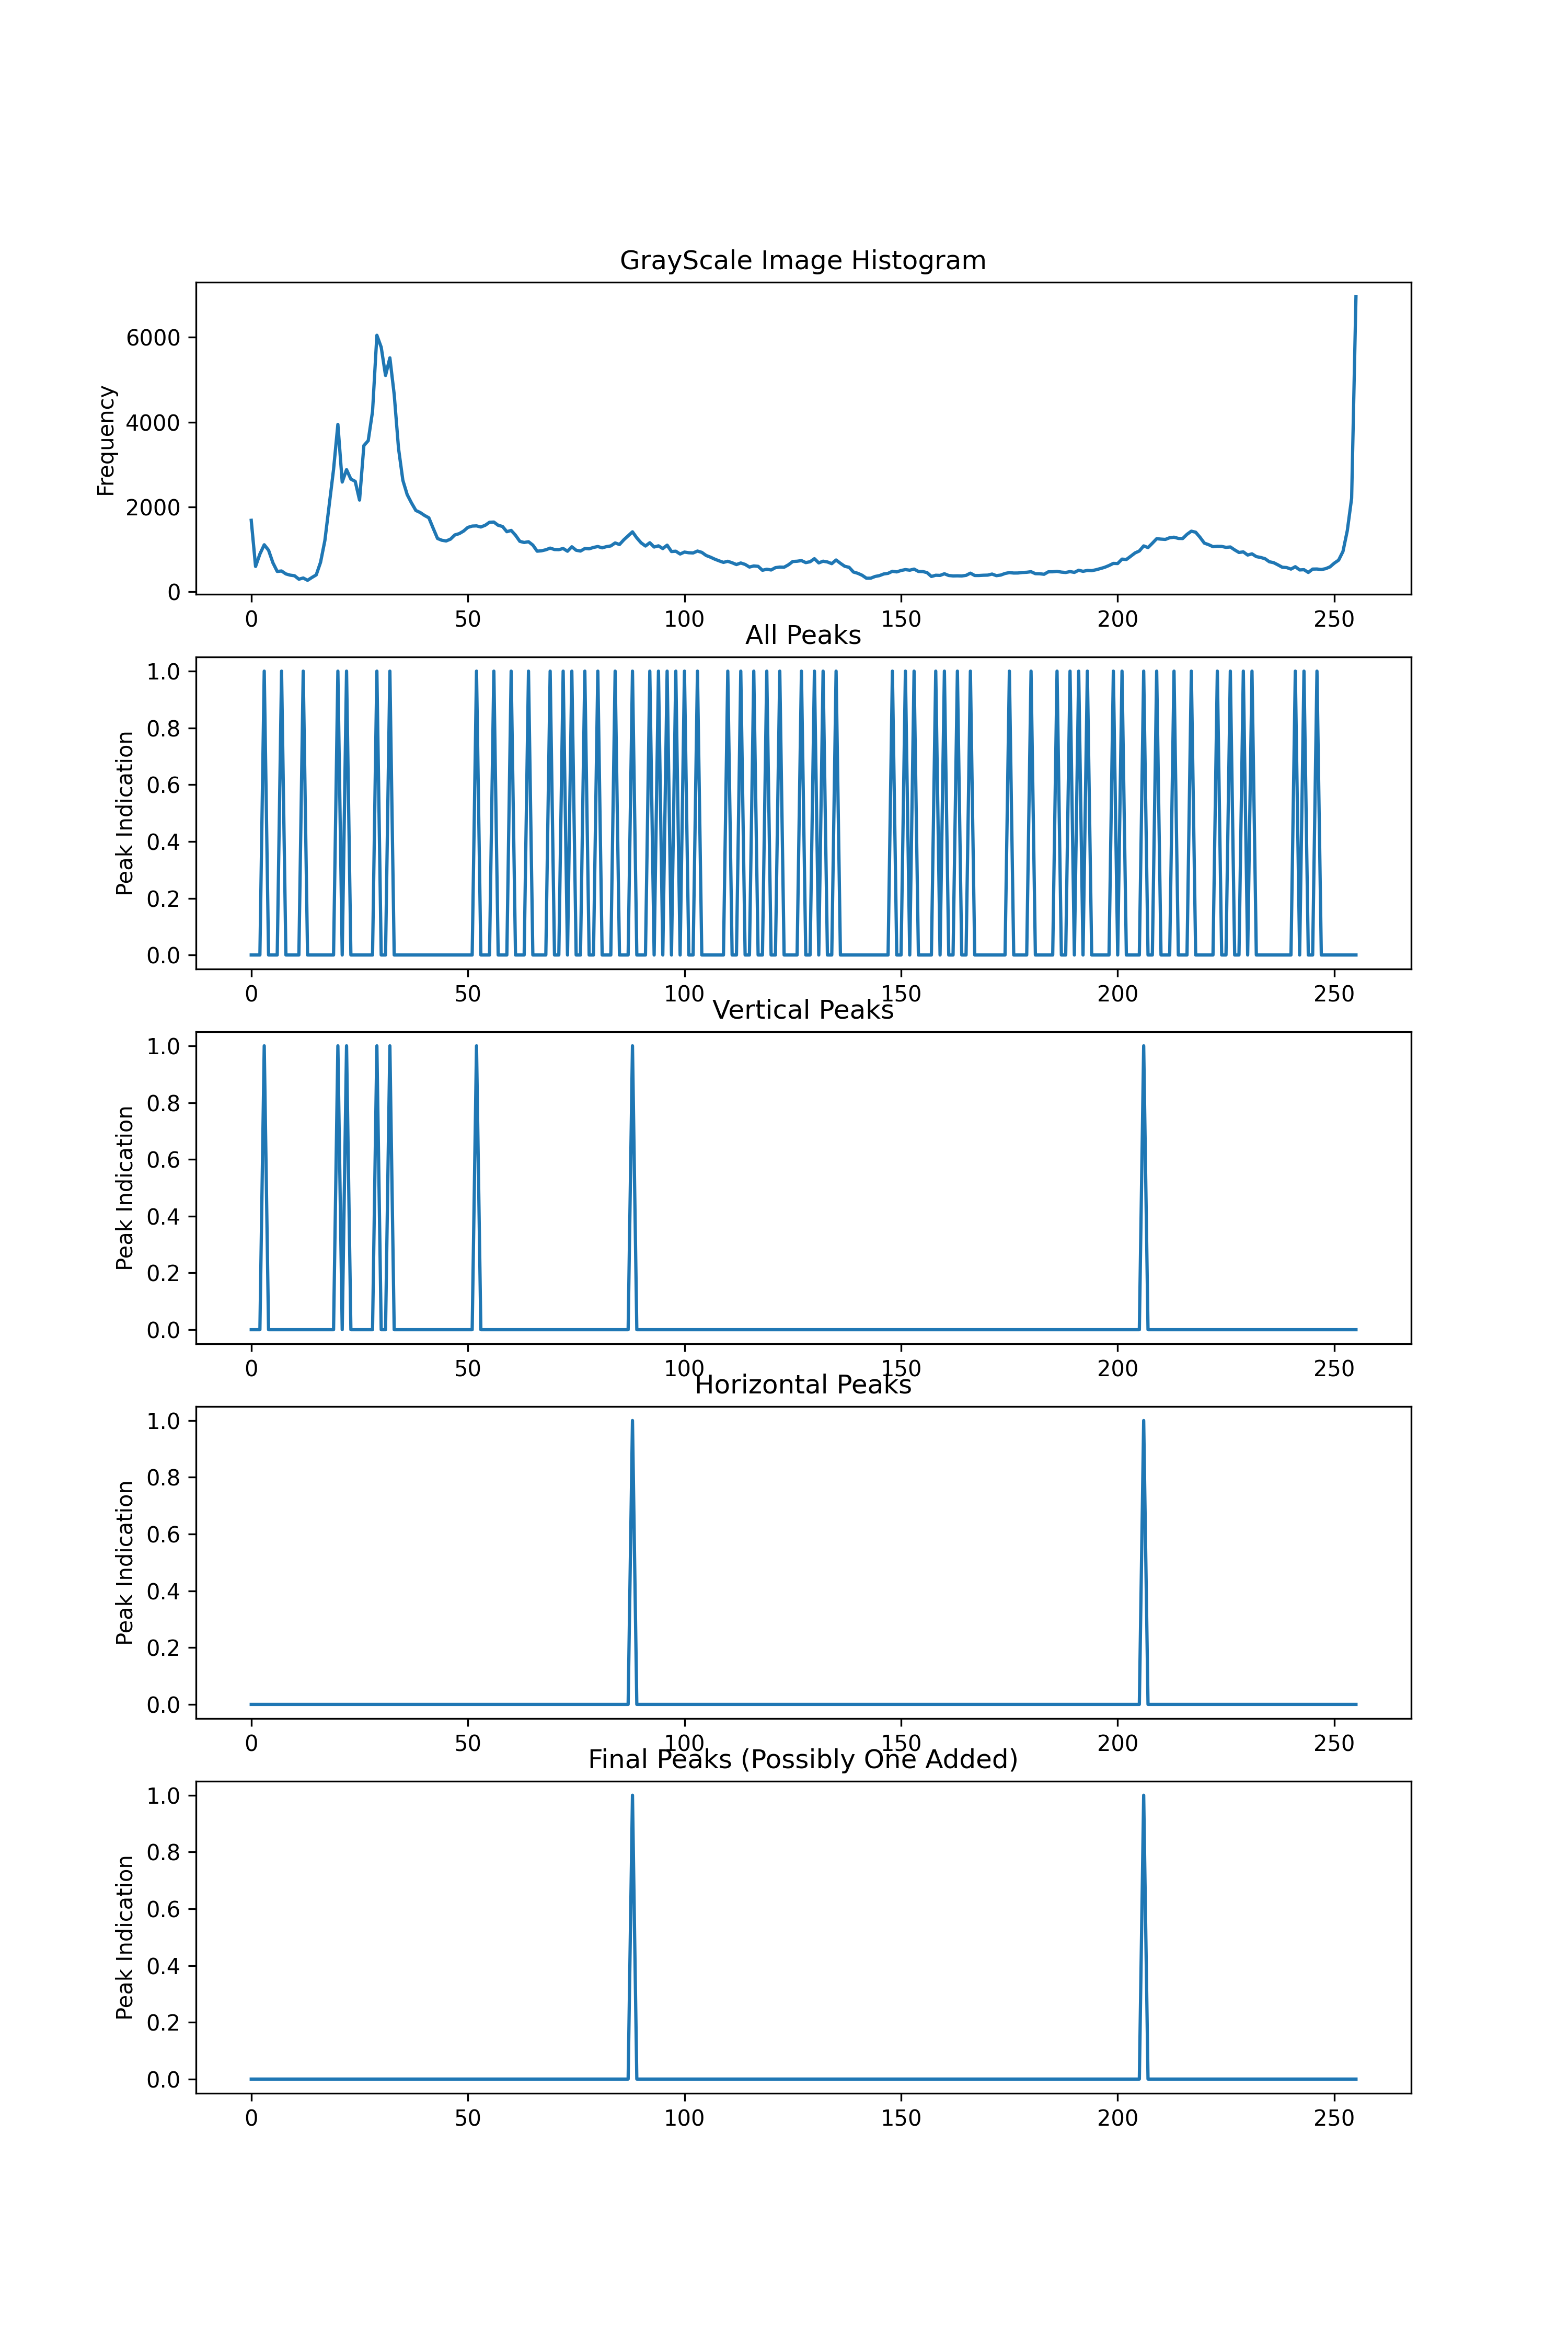 GrayScale Image Histogram
Frequency
6000
4000
2000
0
0 50 100 150 200 250
All Peaks
Peak Indication
1.0
0.8
0.6
0.4
0.2
0.0
0 50 100 150 200 250
Vertical Peaks
Peak Indication
1.0
0.8
0.6
0.4
0.2
0.0
0 50 100 150 200 250
Horizontal Peaks
Peak Indication
1.0
0.8
0.6
0.4
0.2
0.0
0 50 100 150 200 250
Final Peaks (Possibly One Added)
Peak Indication
1.0
0.8
0.6
0.4
0.2
0.0
0 50 100 150 200 250